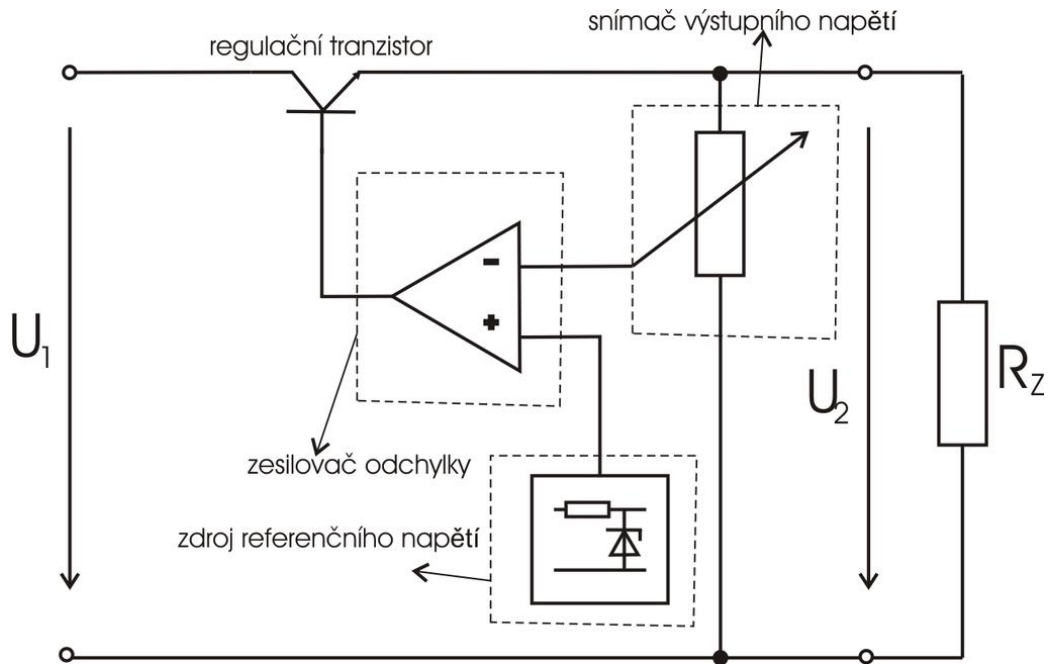 snímač výstupního napětí
regulační tranzistor
-
+
U1
U2
RZ
zesilovač odchylky
zdroj referenčního napětí